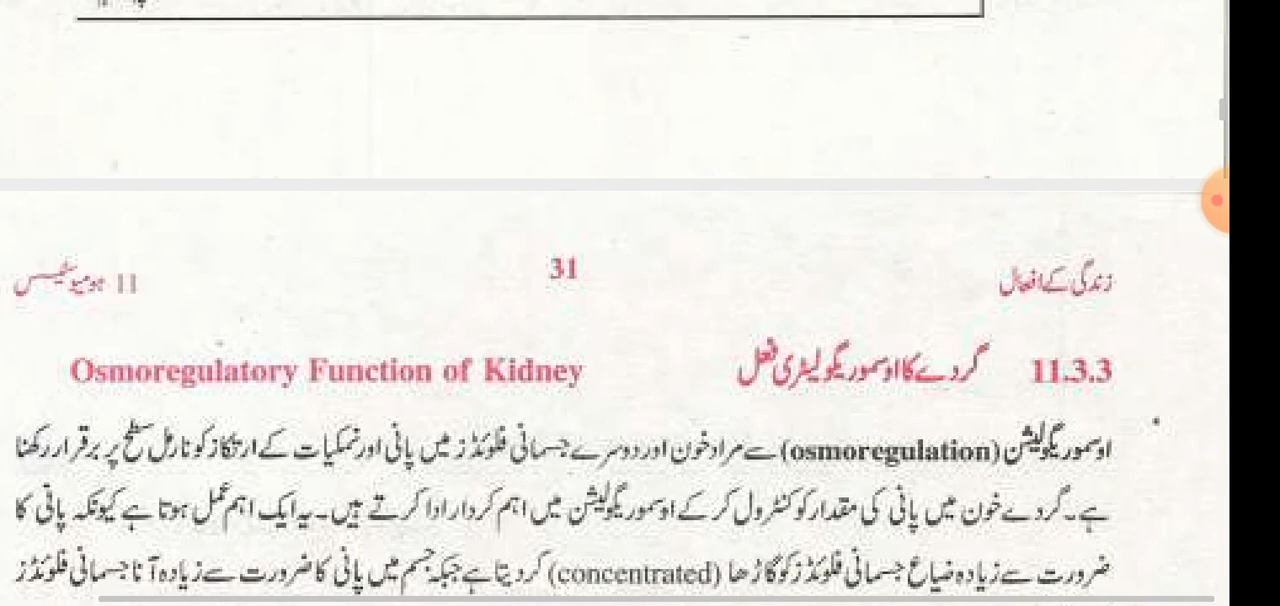 زندگی کے افعال 31 11 ہومیوسٹیسس
11.3.3 گردے کا اوسموریگولیٹری فعل Osmoregulatory Function of Kidney
اوسموریگولیشن (osmoregulation) سے مراد خون اور دوسرے جسمانی فلوئڈز میں پانی اور نمکیات کے ارتکاز کو نارمل سطح پر برقرار رکھنا
ہے۔ گردے خون میں پانی کی مقدار کو کنٹرول کر کے اوسموریگولیشن میں اہم کردار ادا کرتے ہیں۔ یہ ایک اہم عمل ہوتا ہے کیونکہ پانی کا
ضرورت سے زیادہ ضیاع جسمانی فلوئڈز کو گاڑھا (concentrated) کر دیتا ہے جبکہ جسم میں پانی کا ضرورت سے زیادہ آنا جسمانی فلوئڈز